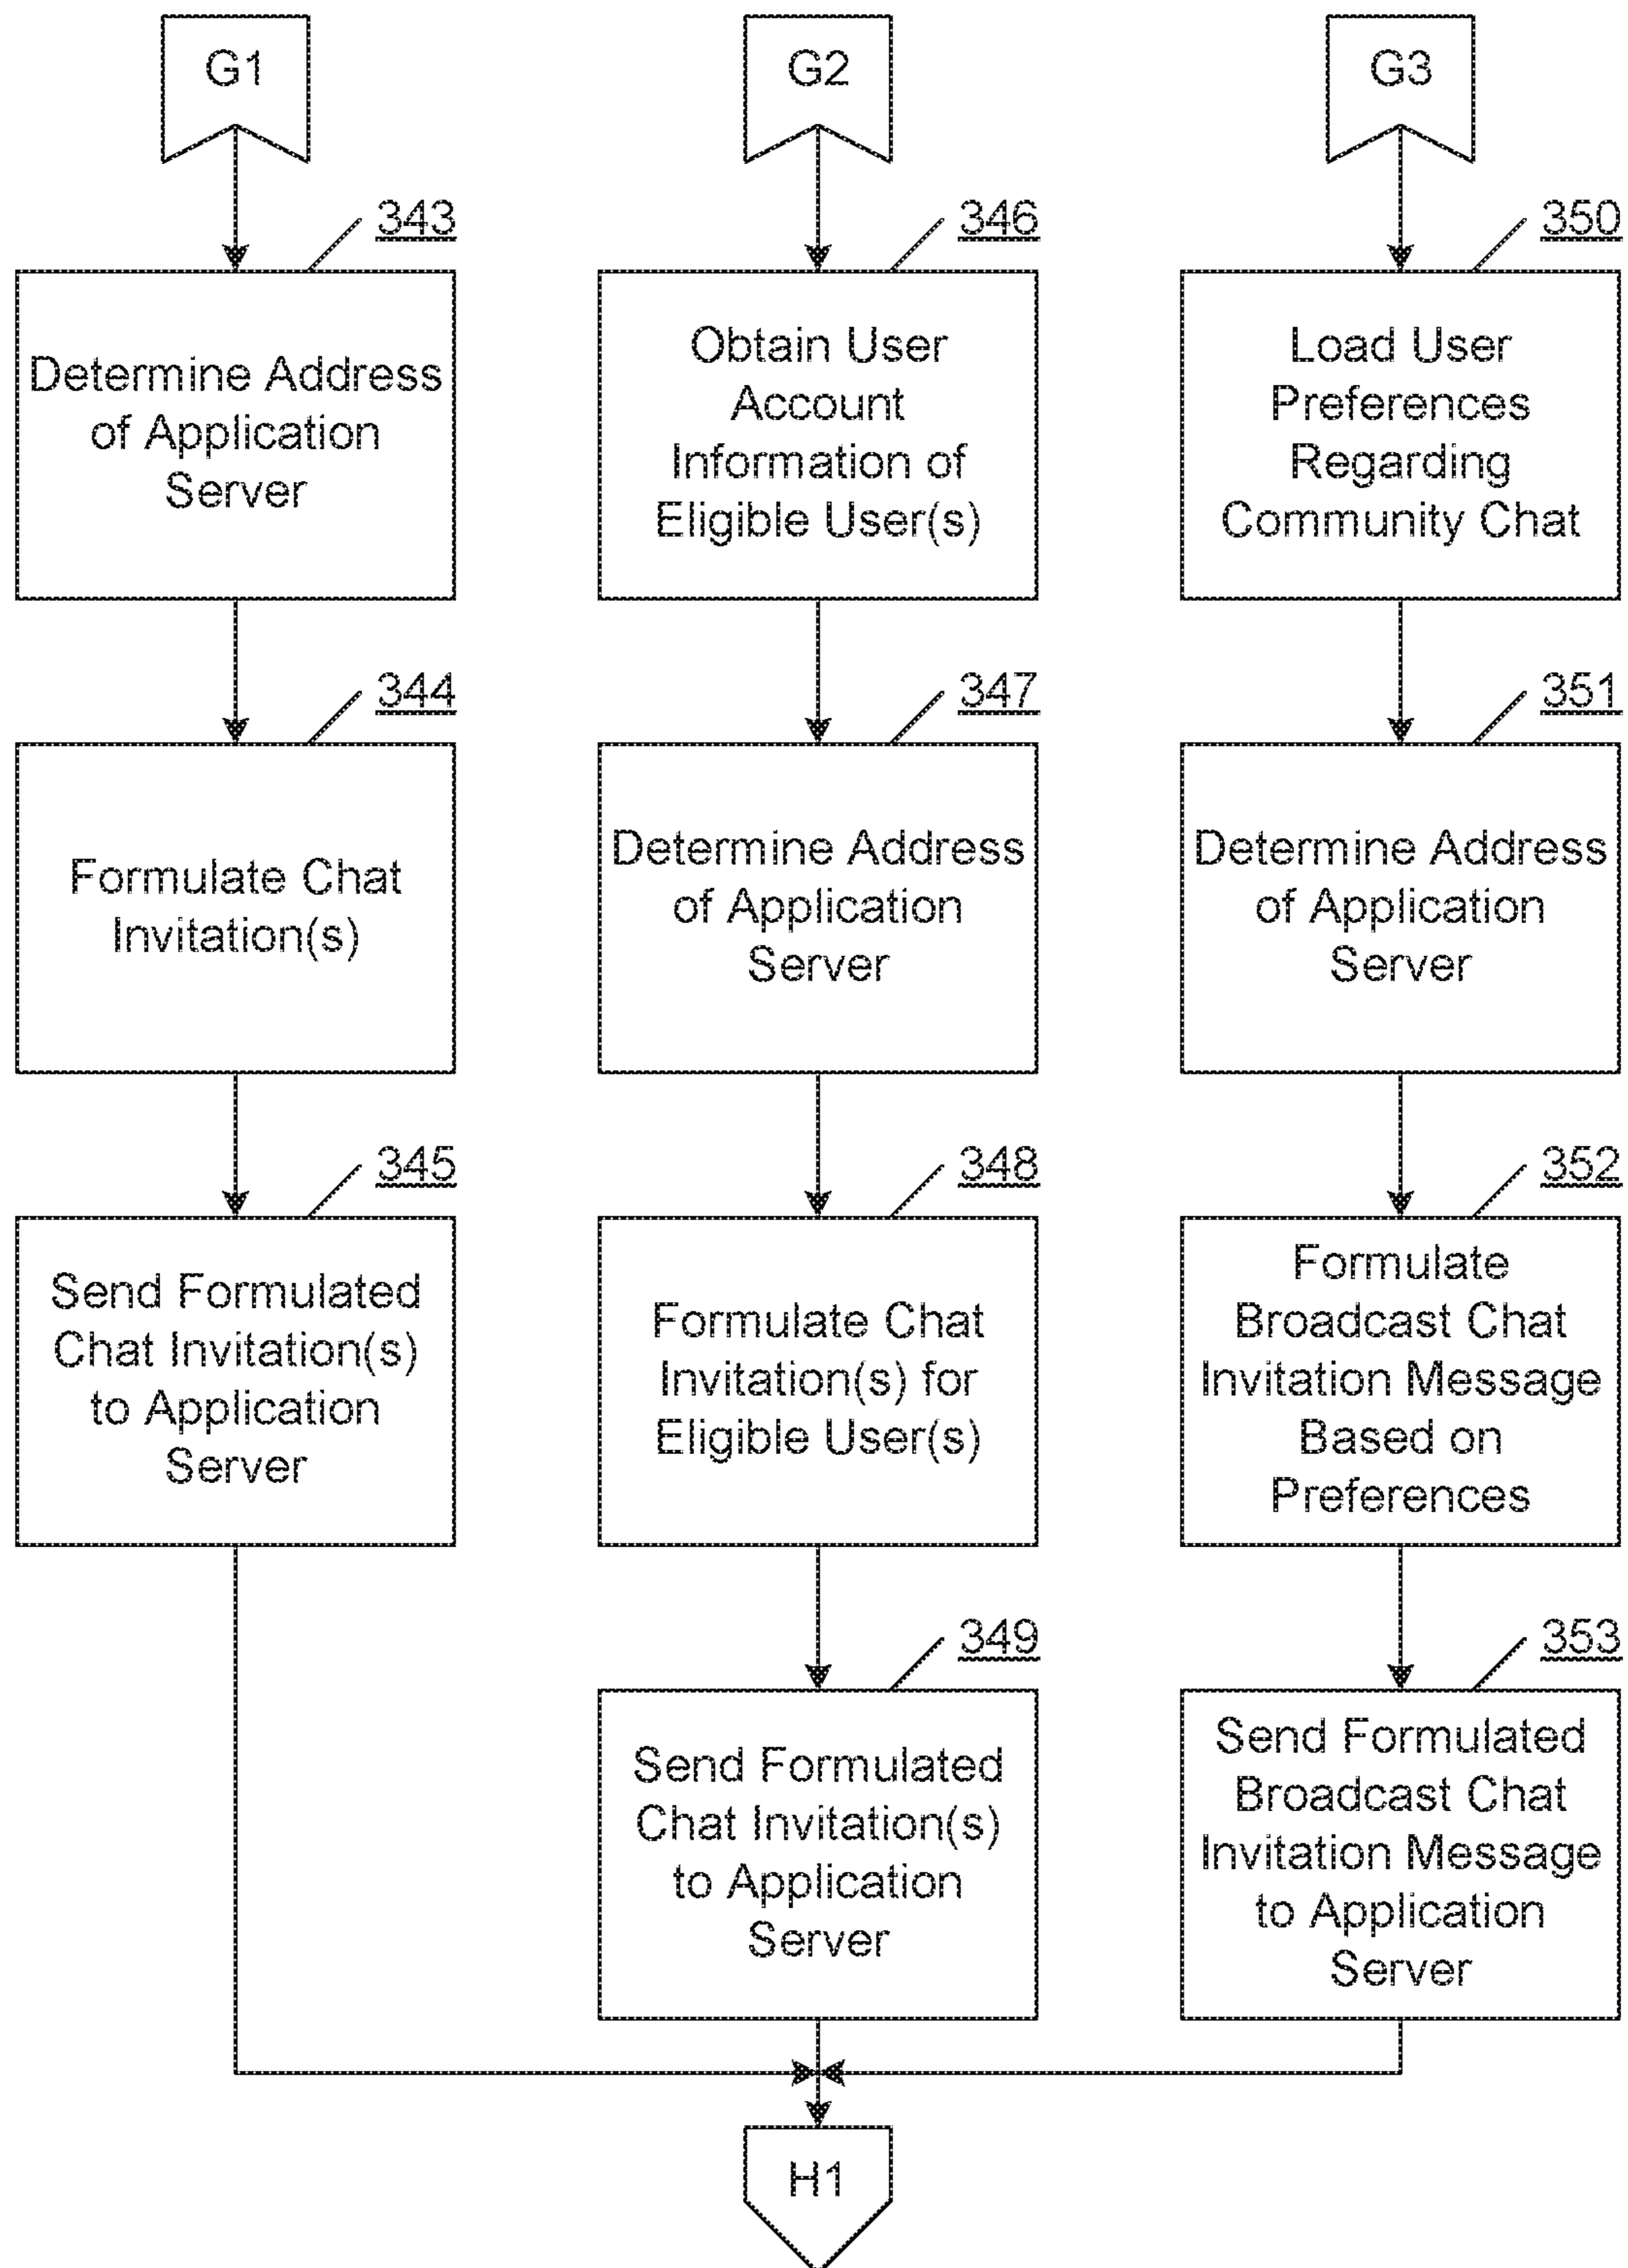 G1
343
Determine Address
of Application
Server
344
Formulate Chat
Invitation(s)
345
Send Formulated
Chat Invitation(s)
to Application
Server
G2
346
Obtain User
Account
Information of
Eligible User(s)
347
Determine Address
of Application
Server
348
Formulate Chat
Invitation(s) for
Eligible User(s)
349
Send Formulated
Chat Invitation(s)
to Application
Server
G3
350
Load User
Preferences
Regarding
Community Chat
351
Determine Address
of Application
Server
352
Formulate
Broadcast Chat
Invitation Message
Based on
Preferences
353
Send Formulated
Broadcast Chat
Invitation Message
to Application
Server
H1